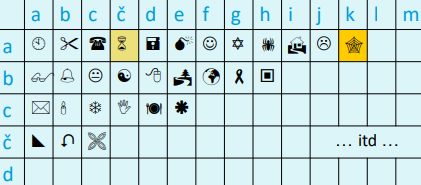 a b c č d e f g h i j k l m
a
b
c
č … itd …
d